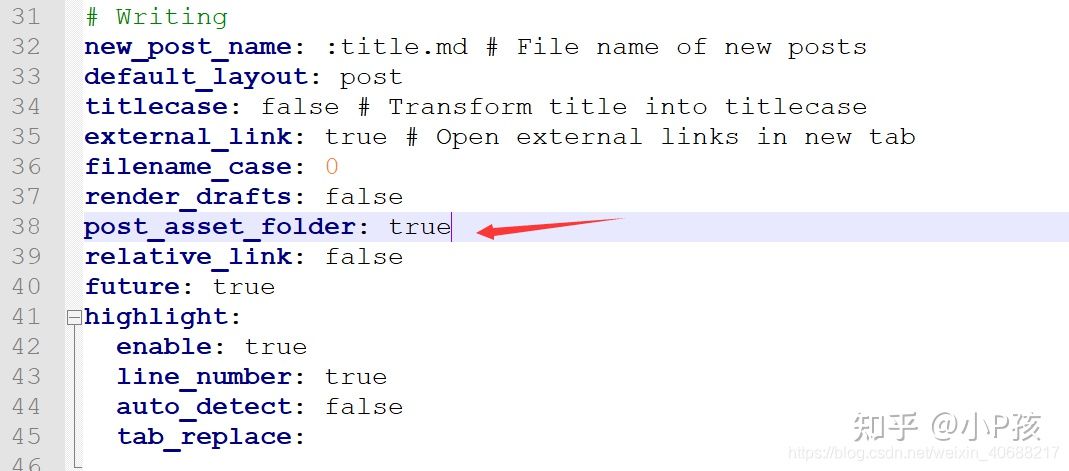 31 # Writing
32 new_post_name: :title.md # File name of new posts
33 default_layout: post
34 titlecase: false # Transform title into titlecase
35 external_link: true # Open external links in new tab
36 filename_case: 0
37 render_drafts: false
38 post_asset_folder: true
39 relative_link: false
40 future: true
41 highlight:
42   enable: true
43   line_number: true
44   auto_detect: false
45   tab_replace:
46
知乎 @小P孩
https://blog.csdn.net/weixin_40688217